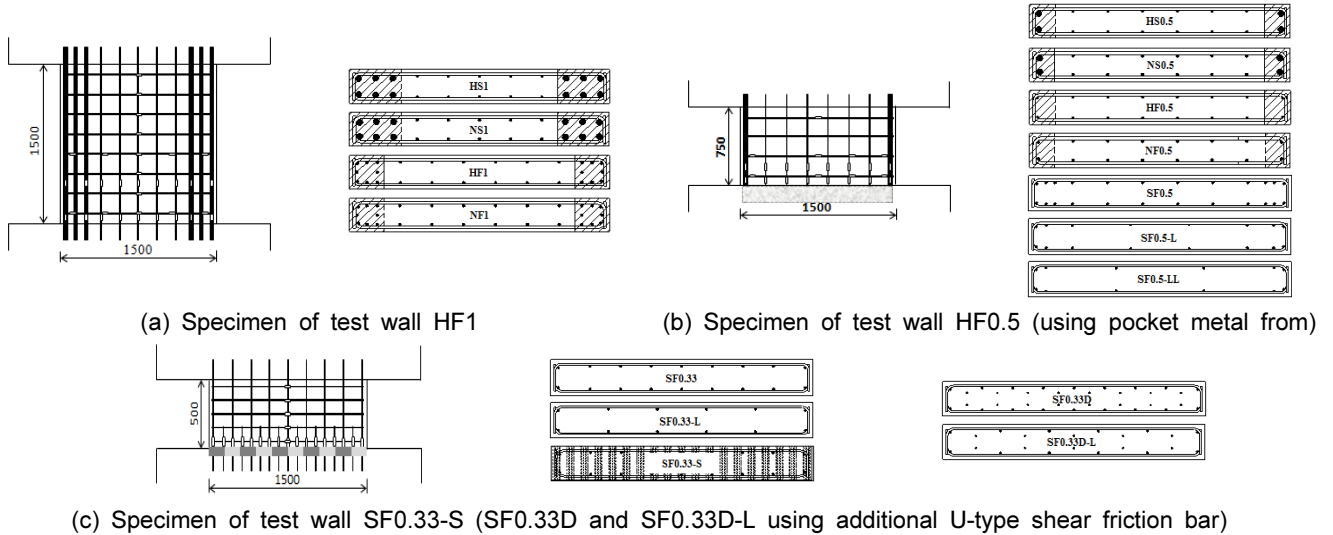 1500
1500
HS1
NS1
HF1
NF1
(a) Specimen of test wall HF1
750
1500
HS0.5
NS0.5
HF0.5
NF0.5
SF0.5
SF0.5-L
SF0.5-LL
(b) Specimen of test wall HF0.5 (using pocket metal from)
500
1500
SF0.33
SF0.33-L
SF0.33-S
SF0.33D
SF0.33D-L
(c) Specimen of test wall SF0.33-S (SF0.33D and SF0.33D-L using additional U-type shear friction bar)